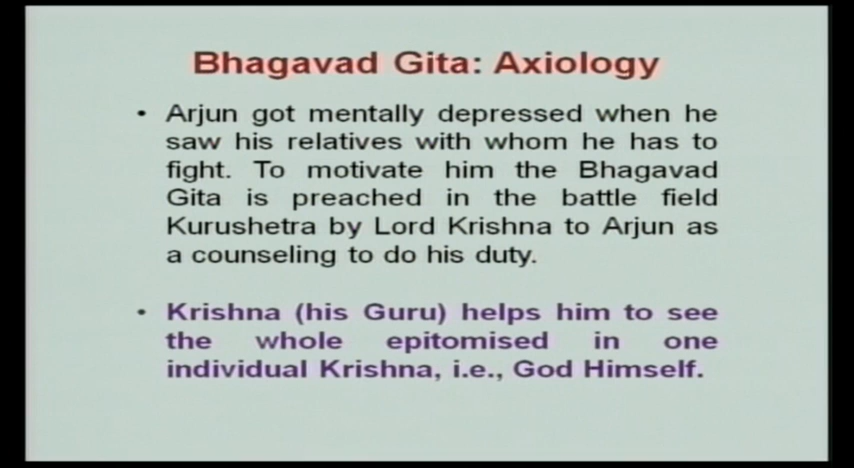 Bhagavad Gita: Axiology
• Arjun got mentally depressed when he
saw his relatives with whom he has to
fight. To motivate him the Bhagavad
Gita is preached in the battle field
Kurushetra by Lord Krishna to Arjun as
a counseling to do his duty.
• Krishna (his Guru) helps him to see
the whole epitomised in one
individual Krishna, i.e., God Himself.